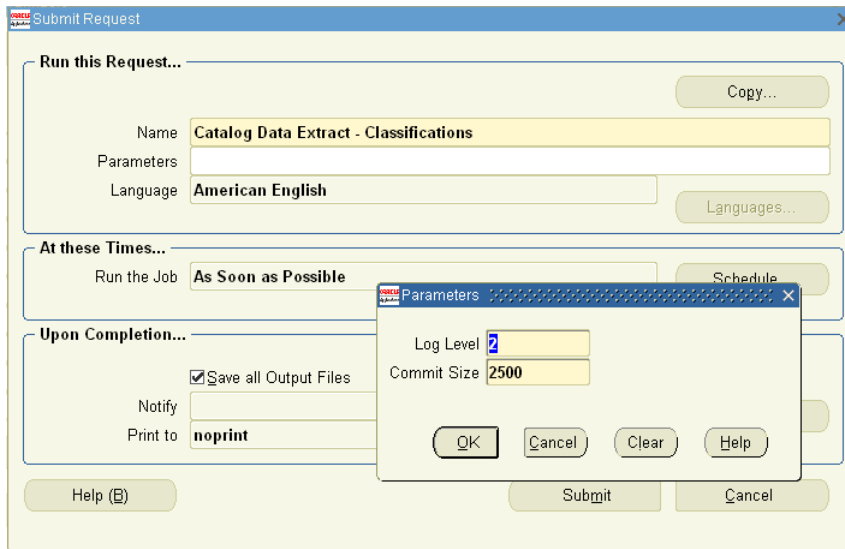 ORACLE Submit Request
Run this Request...
Copy...
Name Catalog Data Extract - Classifications
Parameters
Language American English
Languages...
At these Times...
Run the Job As Soon as Possible
Schedule
Upon Completion...
Save all Output Files
Notify
Print to noprint
Help (B)
Submit
Cancel
ORACLE Parameters
Log Level 2
Commit Size 2500
OK
Cancel
Clear
Help